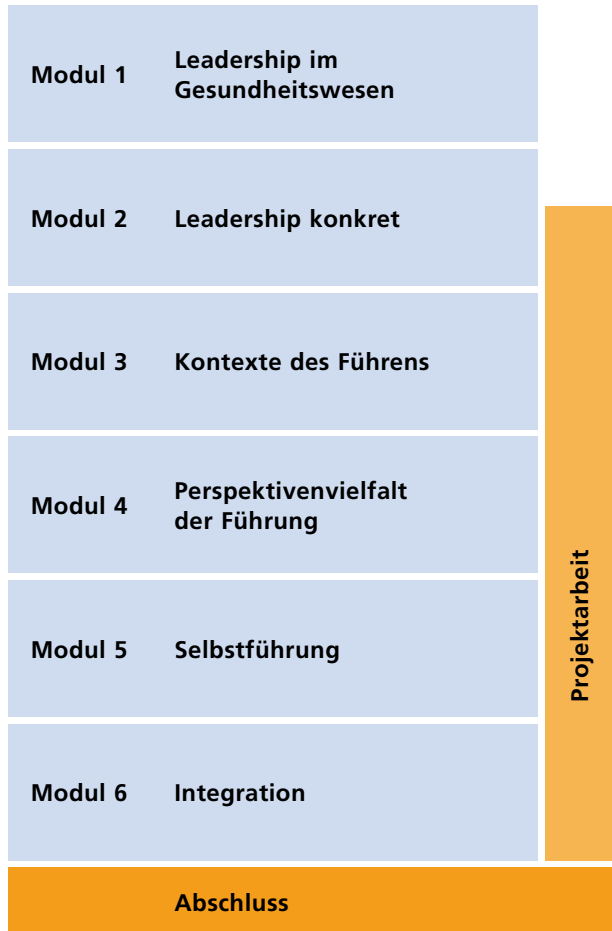 Modul 1 Leadership im
Gesundheitswesen
Modul 2 Leadership konkret
Modul 3 Kontexte des Führens
Modul 4 Perspektivenvielfalt
der Führung
Modul 5 Selbstführung
Modul 6 Integration
Projektarbeit
Abschluss